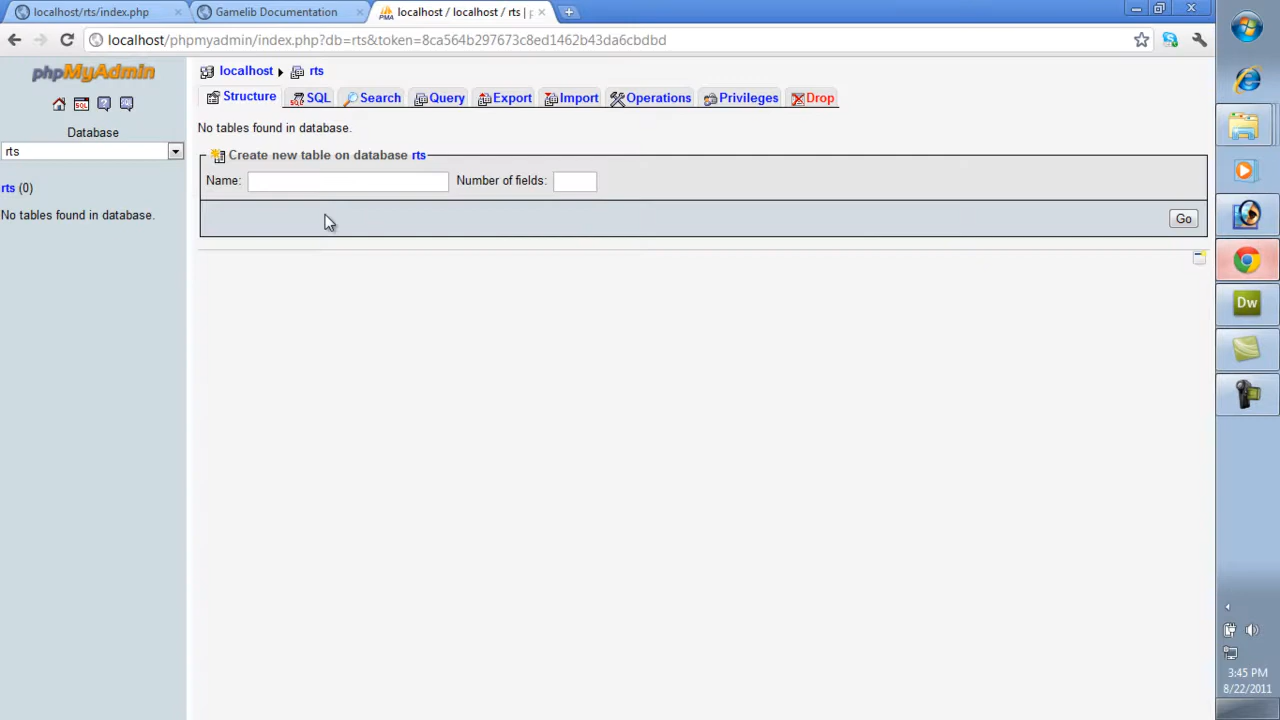 localhost/rts/index.php
Gamelib Documentation
localhost / localhost / rts |
localhost/phpmyadmin/index.php?db=rts&token=8ca564b297673c8ed1462b43da6cbdbd
phpMyAdmin
Database
rts
rts (0)
No tables found in database.
localhost
rts
Structure
SQL
Search
Query
Export
Import
Operations
Privileges
Drop
No tables found in database.
Create new table on database rts
Name:
Number of fields:
Go
Dw
3:45 PM
8/22/2011